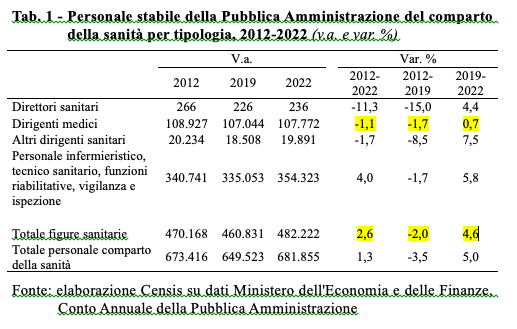 Tab. 1 - Personale stabile della Pubblica Amministrazione del comparto
della sanità per tipologia, 2012-2022 (v.a. e var. %)
V.a. Var. %
2012 2019 2022 2012-2022 2012-2019 2019-2022
Direttori sanitari 266 226 236 -11,3 -15,0 4,4
Dirigenti medici 108.927 107.044 107.772 -1,1 -1,7 0,7
Altri dirigenti sanitari 20.234 18.508 19.891 -1,7 -8,5 7,5
Personale infermieristico,
tecnico sanitario, funzioni
riabilitative, vigilanza e
ispezione 340.741 335.053 354.323 4,0 -1,7 5,8
Totale figure sanitarie 470.168 460.831 482.222 2,6 -2,0 4,6
Totale personale comparto
della sanità 673.416 649.523 681.855 1,3 -3,5 5,0
Fonte: elaborazione Censis su dati Ministero dell'Economia e delle Finanze,
Conto Annuale della Pubblica Amministrazione